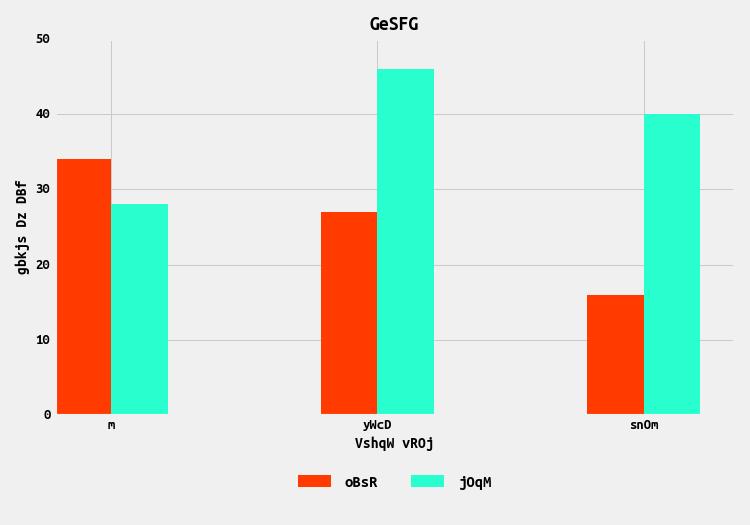 GeSFG
50
40
30
20
10
0
gbkjs Dz DBf
m yWcD snOm
VshqW vROj
oBsR jOqM